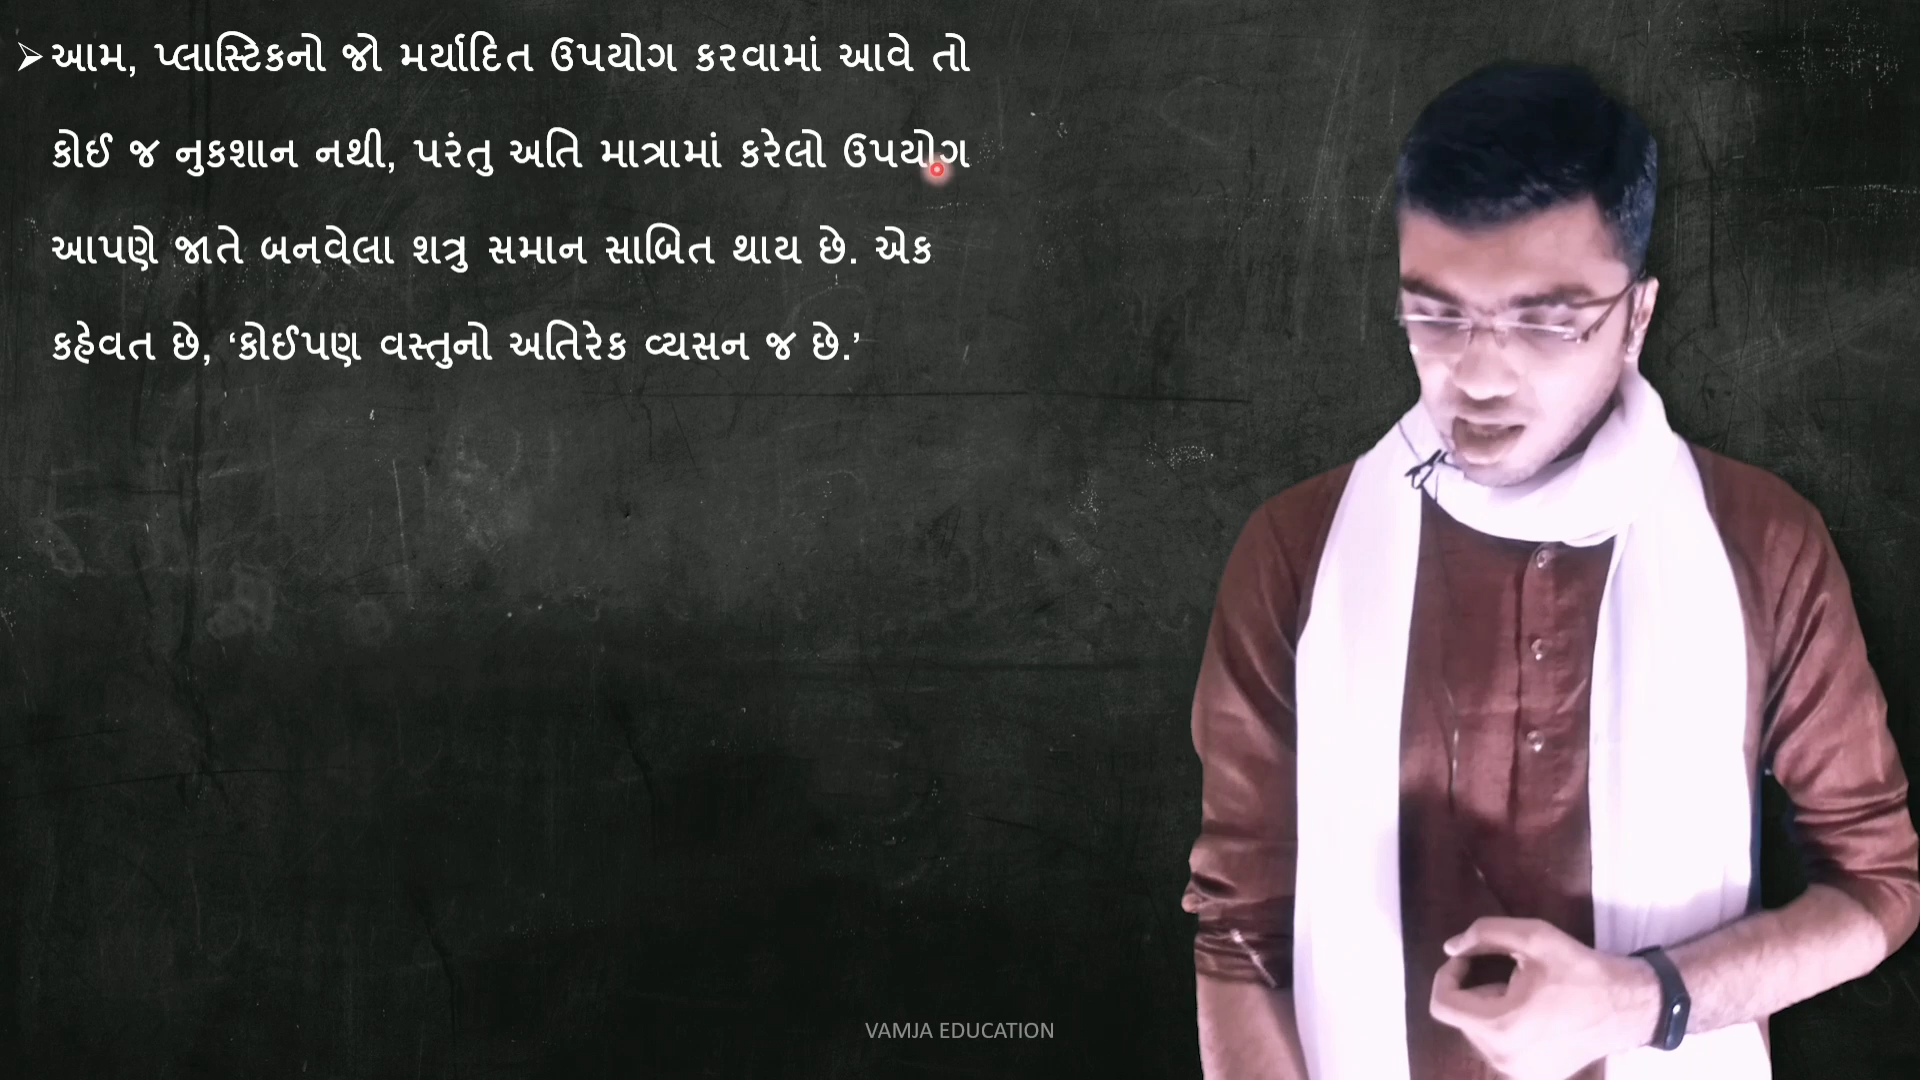 ➢આમ, પ્લાસ્ટિકનો જો મર્યાદિત ઉપયોગ કરવામાં આવે તો
કોઈ જ નુકશાન નથી, પરંતુ અતિ માત્રામાં કરેલો ઉપયોગ
આપણે જાતે બનવેલા શત્રુ સમાન સાબિત થાય છે. એક
કહેવત છે, ‘કોઈપણ વસ્તુનો અતિરેક વ્યસન જ છે.’
VAMJA EDUCATION